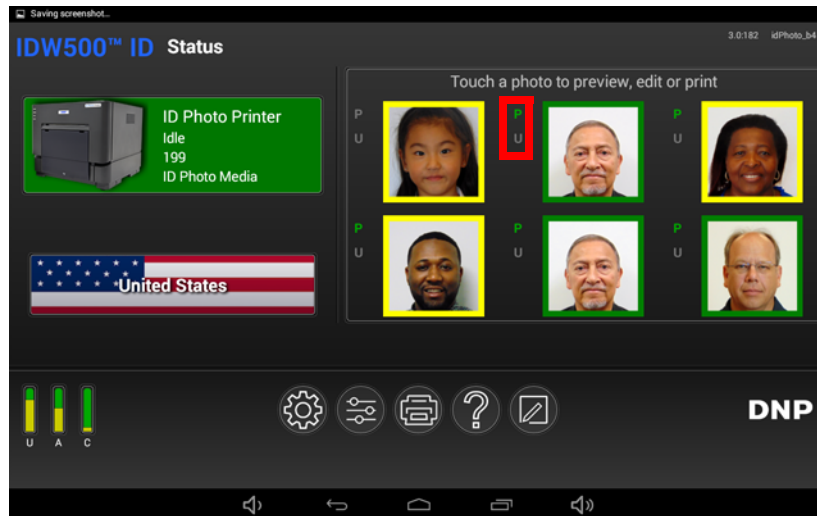 Saving screenshot...
IDW500™ ID Status
3.0:182 idPhoto_b4
Touch a photo to preview, edit or print
ID Photo Printer
Idle
199
ID Photo Media
P
U
P
U
P
U
United States
P
U
P
U
P
U
U A C
DNP